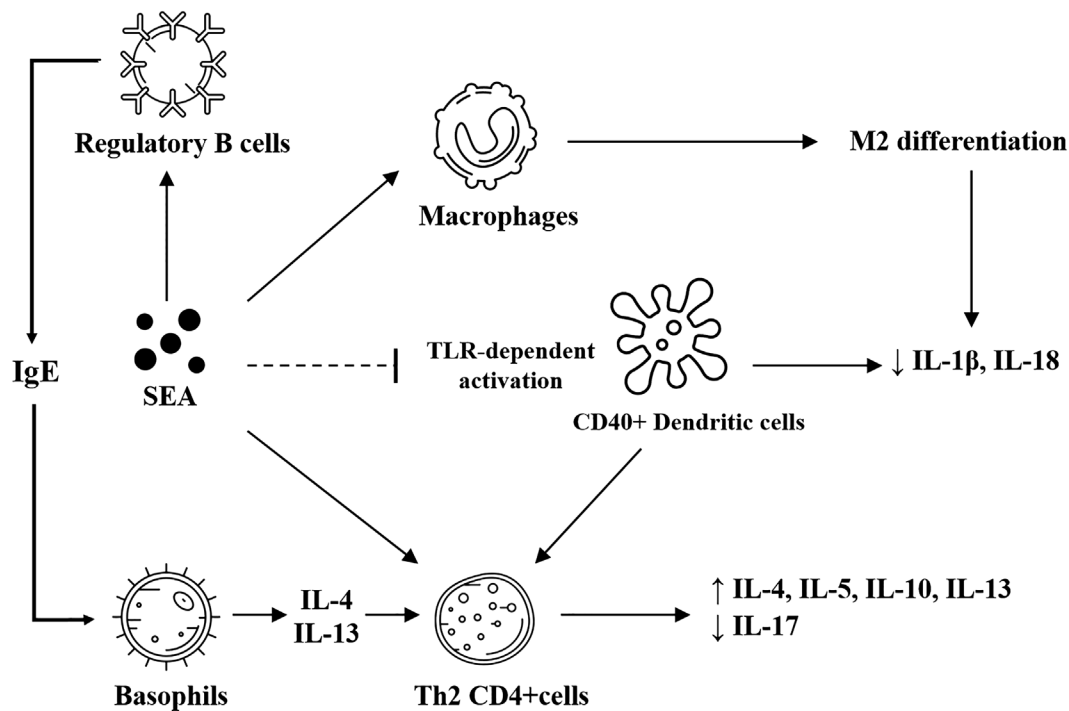 Regulatory B cells
Macrophages
M2 differentiation
IgE
SEA
TLR-dependent
activation
CD40+ Dendritic cells
↓ IL-1β, IL-18
Basophils
IL-4
IL-13
Th2 CD4+cells
↑ IL-4, IL-5, IL-10, IL-13
↓ IL-17